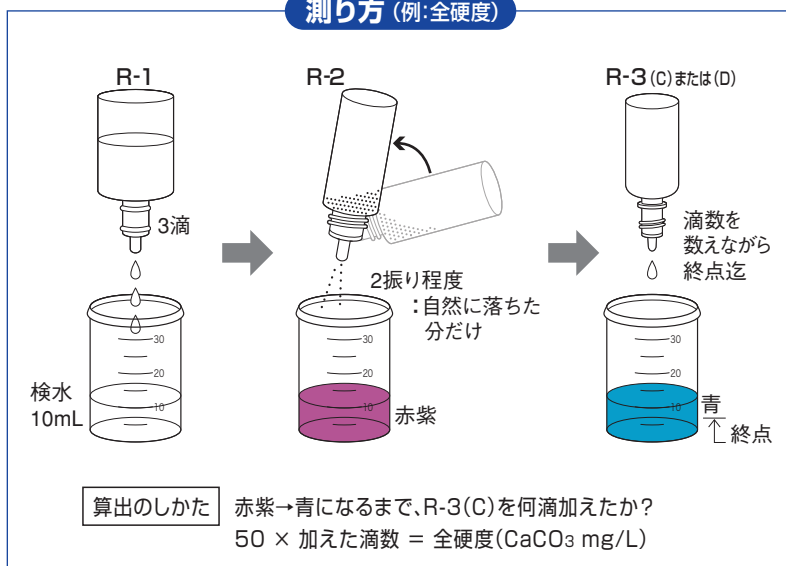 測り方(例:全硬度)
R-1
3滴
30
20
10
検水
10mL
R-2
2振り程度
:自然に落ちた
分だけ
30
20
10
赤紫
R-3(C)または(D)
滴数を
数えながら
終点迄
30
20
10
青
終点
算出のしかた 赤紫→青になるまで、R-3(C)を何滴加えたか?
50 × 加えた滴数 = 全硬度(CaCO₃ mg/L)